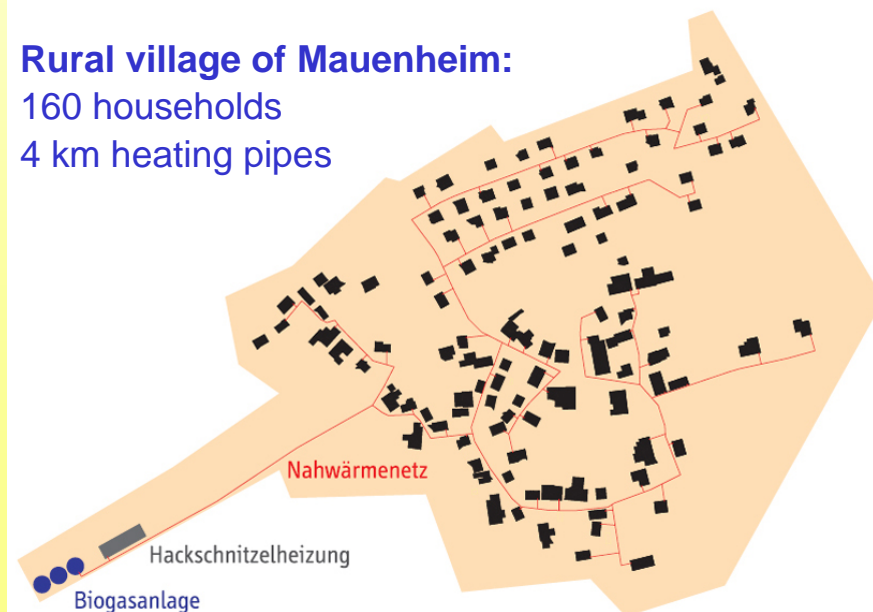 Rural village of Mauenheim:
160 households
4 km heating pipes
Nahwärmenetz
Hackschnitzelheizung
Biogasanlage